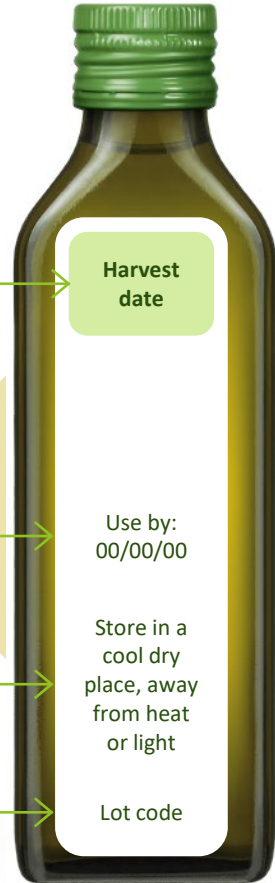 Harvest
date
Use by:
00/00/00
Store in a
cool dry
place, away
from heat
or light
Lot code